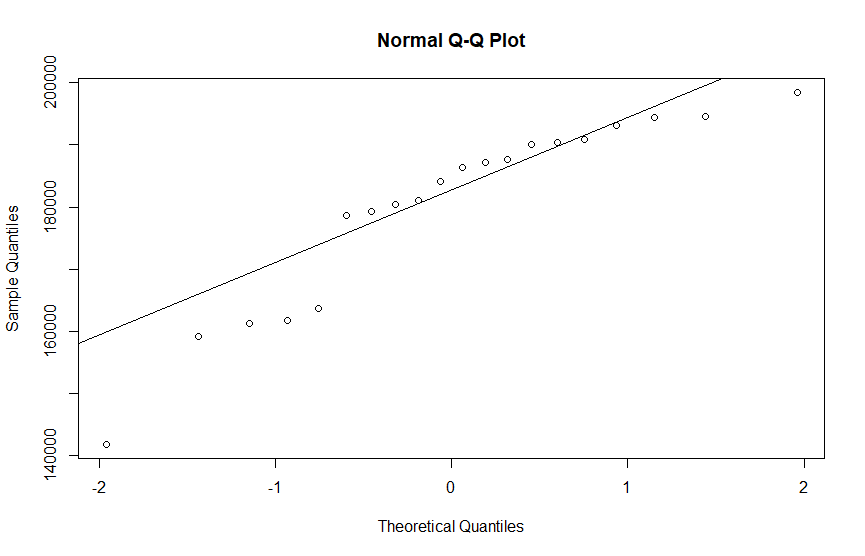 Normal Q-Q Plot
200000
180000
160000
140000
Sample Quantiles
-2 -1 0 1 2
Theoretical Quantiles